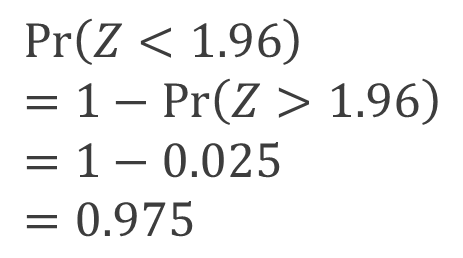 Pr(Z < 1.96)
= 1 − Pr(Z > 1.96)
= 1 − 0.025
= 0.975